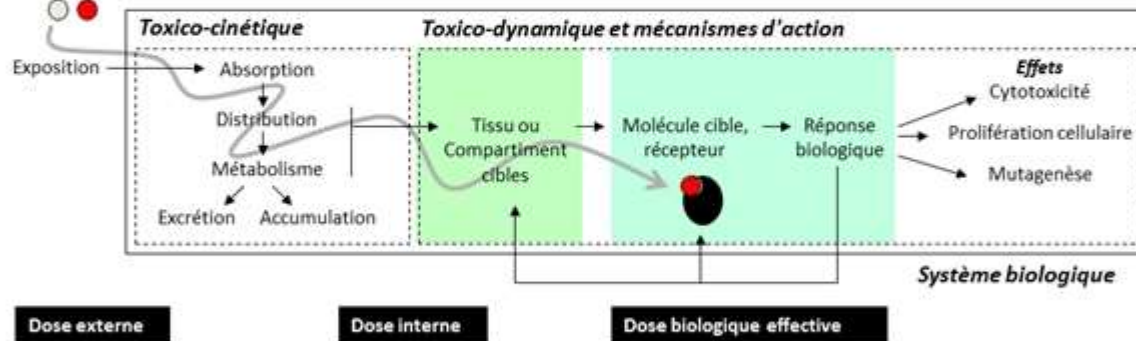 Toxico-cinétique
Toxico-dynamique et mécanismes d'action
Exposition
Absorption
Distribution
Métabolisme
Excrétion
Accumulation
Tissu ou
Compartiment
cibles
Molécule cible,
récepteur
Réponse
biologique
Effets
Cytotoxicité
Prolifération cellulaire
Mutagenèse
Système biologique
Dose externe
Dose interne
Dose biologique effective